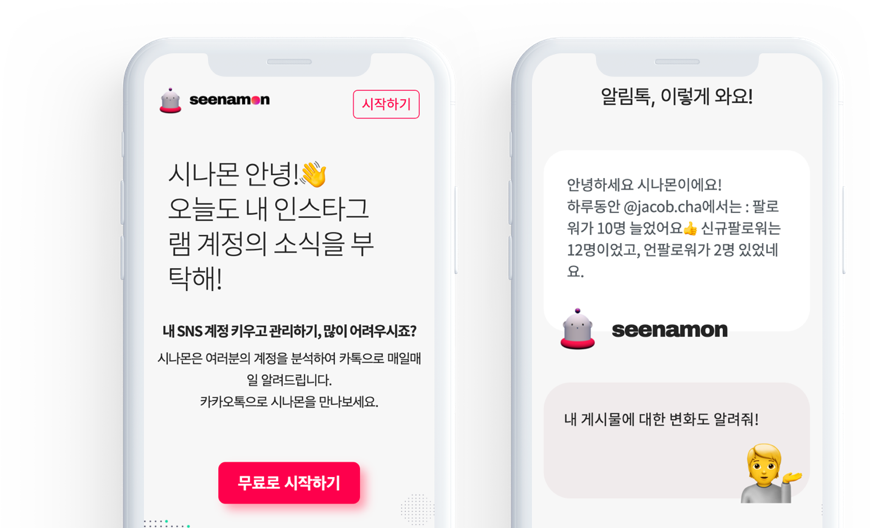 seenamon
시작하기
시나몬 안녕!👋
오늘도 내 인스타그
램 계정의 소식을 부
탁해!
내 SNS 계정 키우고 관리하기, 많이 어려우시죠?
시나몬은 여러분의 계정을 분석하여 카톡으로 매일매
일 알려드립니다.
카카오톡으로 시나몬을 만나보세요.
무료로 시작하기
알림톡, 이렇게 와요!
안녕하세요 시나몬이에요!
하루동안 @jacob.cha에서는 : 팔로
워가 10명 늘었어요👍 신규팔로워는
12명이었고, 언팔로워가 2명 있었네
요.
seenamon
내 게시물에 대한 변화도 알려줘!